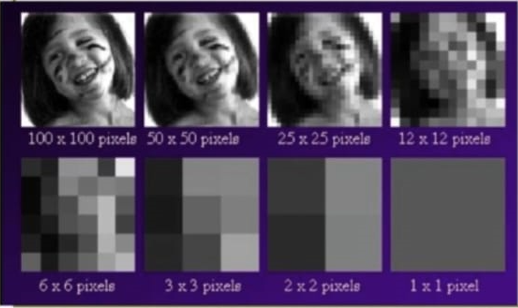 100 x 100 pixels
50 x 50 pixels
25 x 25 pixels
12 x 12 pixels
6 x 6 pixels
3 x 3 pixels
2 x 2 pixels
1 x 1 pixel